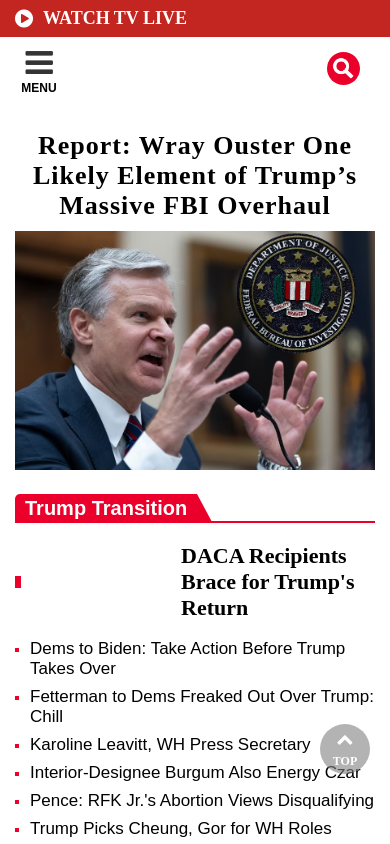 WATCH TV LIVE
MENU
Report: Wray Ouster One
Likely Element of Trump’s
Massive FBI Overhaul
DEPARTMENT OF JUSTICE
FEDERAL BUREAU OF INVESTIGATION
Trump Transition
DACA Recipients
Brace for Trump's
Return
Dems to Biden: Take Action Before Trump
Takes Over
Fetterman to Dems Freaked Out Over Trump:
Chill
Karoline Leavitt, WH Press Secretary
Interior-Designee Burgum Also Energy Czar
TOP
Pence: RFK Jr.'s Abortion Views Disqualifying
Trump Picks Cheung, Gor for WH Roles